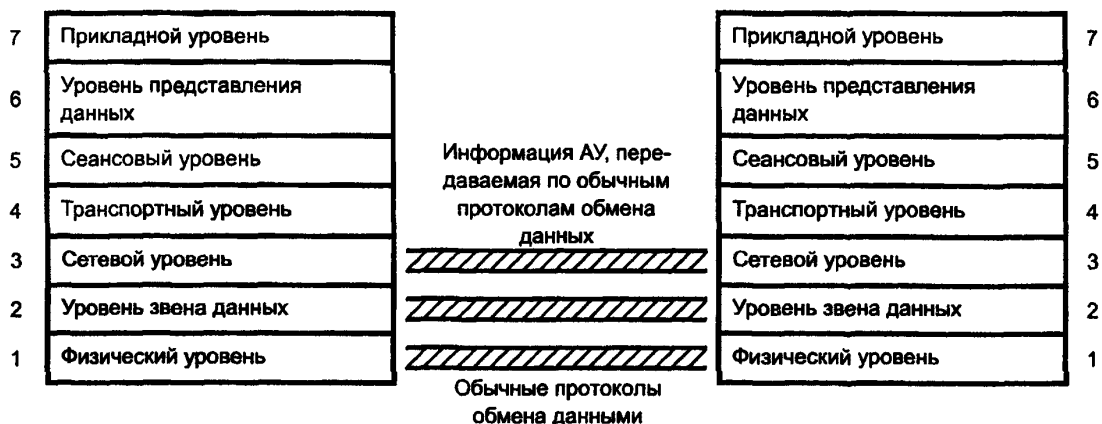 7 Прикладной уровень
6 Уровень представления
данных
5 Сеансовый уровень
4 Транспортный уровень
3 Сетевой уровень
2 Уровень звена данных
1 Физический уровень
Информация АУ, пере-
даваемая по обычным
протоколам обмена
данных
Обычные протоколы
обмена данными
Прикладной уровень 7
Уровень представления
данных 6
Сеансовый уровень 5
Транспортный уровень 4
Сетевой уровень 3
Уровень звена данных 2
Физический уровень 1